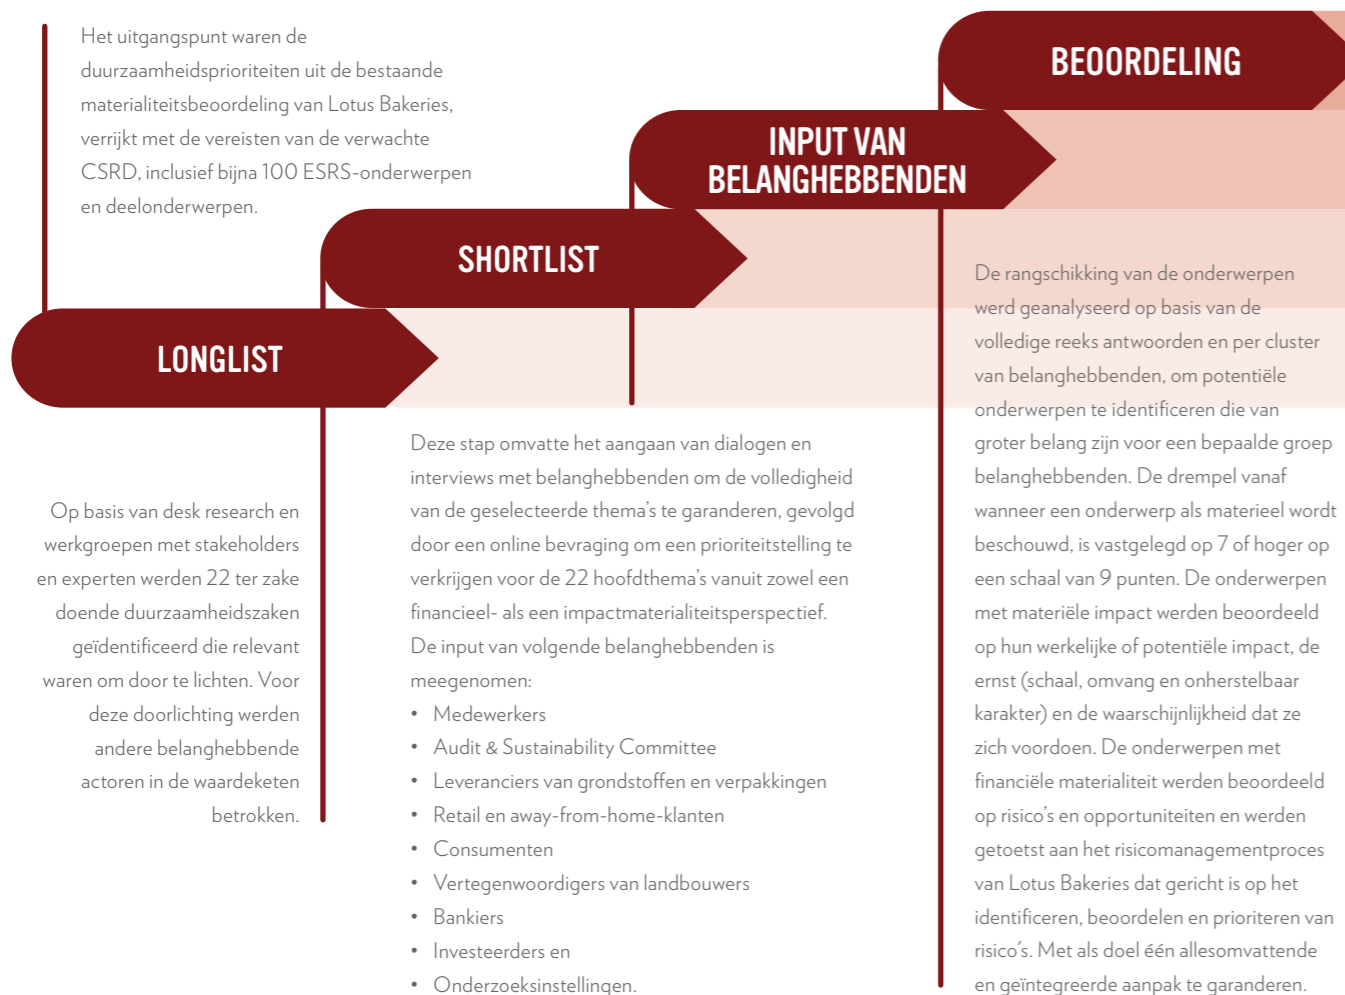 Het uitgangspunt waren de
duurzaamheidsprioriteiten uit de bestaande
materialiteitsbeoordeling van Lotus Bakeries,
verrijkt met de vereisten van de verwachte
CSRD, inclusief bijna 100 ESRS-onderwerpen
en deelonderwerpen.
LONGLIST
Op basis van desk research en
werkgroepen met stakeholders
en experten werden 22 ter zake
doende duurzaamheidszaken
geïdentificeerd die relevant
waren om door te lichten. Voor
deze doorlichting werden
andere belanghebbende
actoren in de waardeketen
betrokken.
SHORTLIST
Deze stap omvatte het aangaan van dialogen en
interviews met belanghebbenden om de volledigheid
van de geselecteerde thema's te garanderen, gevolgd
door een online bevraging om een prioriteitstelling te
verkrijgen voor de 22 hoofdthema's vanuit zowel een
financieel- als een impactmaterialiteitsperspectief.
De input van volgende belanghebbenden is
meegenomen:
• Medewerkers
• Audit & Sustainability Committee
• Leveranciers van grondstoffen en verpakkingen
• Retail en away-from-home-klanten
• Consumenten
• Vertegenwoordigers van landbouwers
• Bankiers
• Investeerders en
• Onderzoeksinstellingen.
INPUT VAN
BELANGHEBBENDEN
BEOORDELING
De rangschikking van de onderwerpen
werd geanalyseerd op basis van de
volledige reeks antwoorden en per cluster
van belanghebbenden, om potentiële
onderwerpen te identificeren die van
groter belang zijn voor een bepaalde groep
belanghebbenden. De drempel vanaf
wanneer een onderwerp als materieel wordt
beschouwd, is vastgelegd op 7 of hoger op
een schaal van 9 punten. De onderwerpen
met materiële impact werden beoordeeld
op hun werkelijke of potentiële impact, de
ernst (schaal, omvang en onherstelbaar
karakter) en de waarschijnlijkheid dat ze
zich voordoen. De onderwerpen met
financiële materialiteit werden beoordeeld
op risico's en opportuniteiten en werden
getoetst aan het risicomanagementproces
van Lotus Bakeries dat gericht is op het
identificeren, beoordelen en prioriteren van
risico's. Met als doel één allesomvattende
en geïntegreerde aanpak te garanderen.